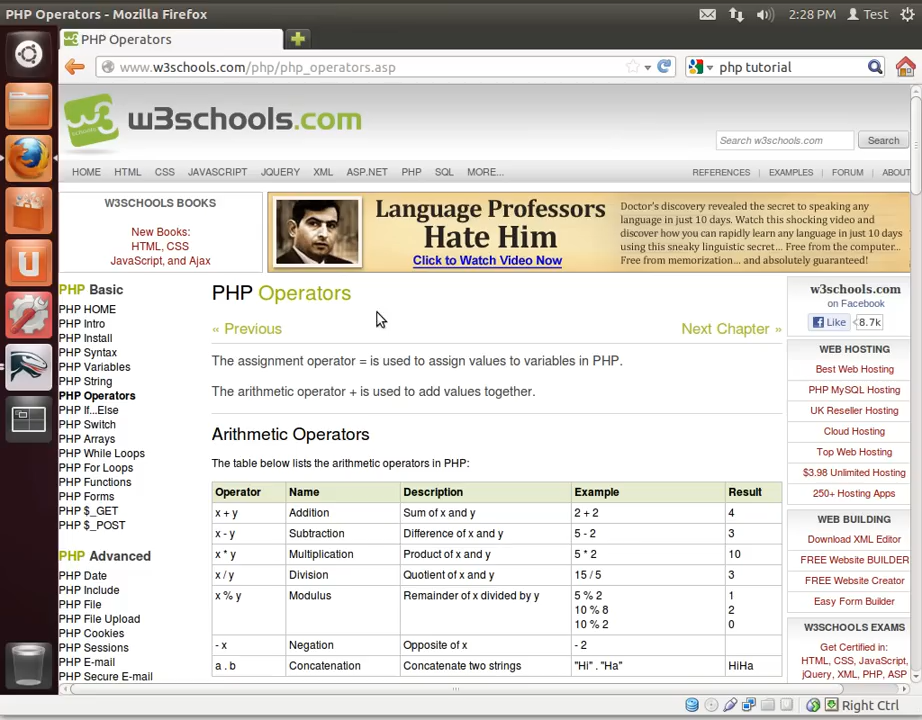 PHP Operators - Mozilla Firefox
2:28 PM Test
PHP Operators
www.w3schools.com/php/php_operators.asp
php tutorial
w3schools.com
Search w3schools.com
Search
HOME HTML CSS JAVASCRIPT JQUERY XML ASP.NET PHP SQL MORE...
REFERENCES EXAMPLES FORUM ABOUT
W3SCHOOLS BOOKS
New Books:
HTML, CSS
JavaScript, and Ajax
Language Professors
Hate Him
Click to Watch Video Now
Doctor's discovery revealed the secret to speaking any
language in just 10 days. Watch this shocking video and
discover how you can rapidly learn any language in just 10 days
using this sneaky linguistic secret... Free from the computer...
Free from memorization... and absolutely guaranteed!
PHP Basic
PHP HOME
PHP Intro
PHP Install
PHP Syntax
PHP Variables
PHP String
PHP Operators
PHP If...Else
PHP Switch
PHP Arrays
PHP While Loops
PHP For Loops
PHP Functions
PHP Forms
PHP $_GET
PHP $_POST
PHP Advanced
PHP Date
PHP Include
PHP File
PHP File Upload
PHP Cookies
PHP Sessions
PHP E-mail
PHP Secure E-mail
PHP Operators
« Previous
Next Chapter »
The assignment operator = is used to assign values to variables in PHP.
The arithmetic operator + is used to add values together.
Arithmetic Operators
The table below lists the arithmetic operators in PHP:
Operator Name Description Example Result
x + y Addition Sum of x and y 2 + 2 4
x - y Subtraction Difference of x and y 5 - 2 3
x * y Multiplication Product of x and y 5 * 2 10
x / y Division Quotient of x and y 15 / 5 3
x % y Modulus Remainder of x divided by y 5 % 2 1
10 % 8 2
10 % 2 0
- x Negation Opposite of x - 2
a . b Concatenation Concatenate two strings "Hi" . "Ha" HiHa
w3schools.com
on Facebook
Like 8.7k
WEB HOSTING
Best Web Hosting
PHP MySQL Hosting
UK Reseller Hosting
Cloud Hosting
Top Web Hosting
$3.98 Unlimited Hosting
250+ Hosting Apps
WEB BUILDING
Download XML Editor
FREE Website BUILDER
FREE Website Creator
Easy Form Builder
W3SCHOOLS EXAMS
Get Certified in:
HTML, CSS, JavaScript,
jQuery, XML, PHP, ASP
Right Ctrl